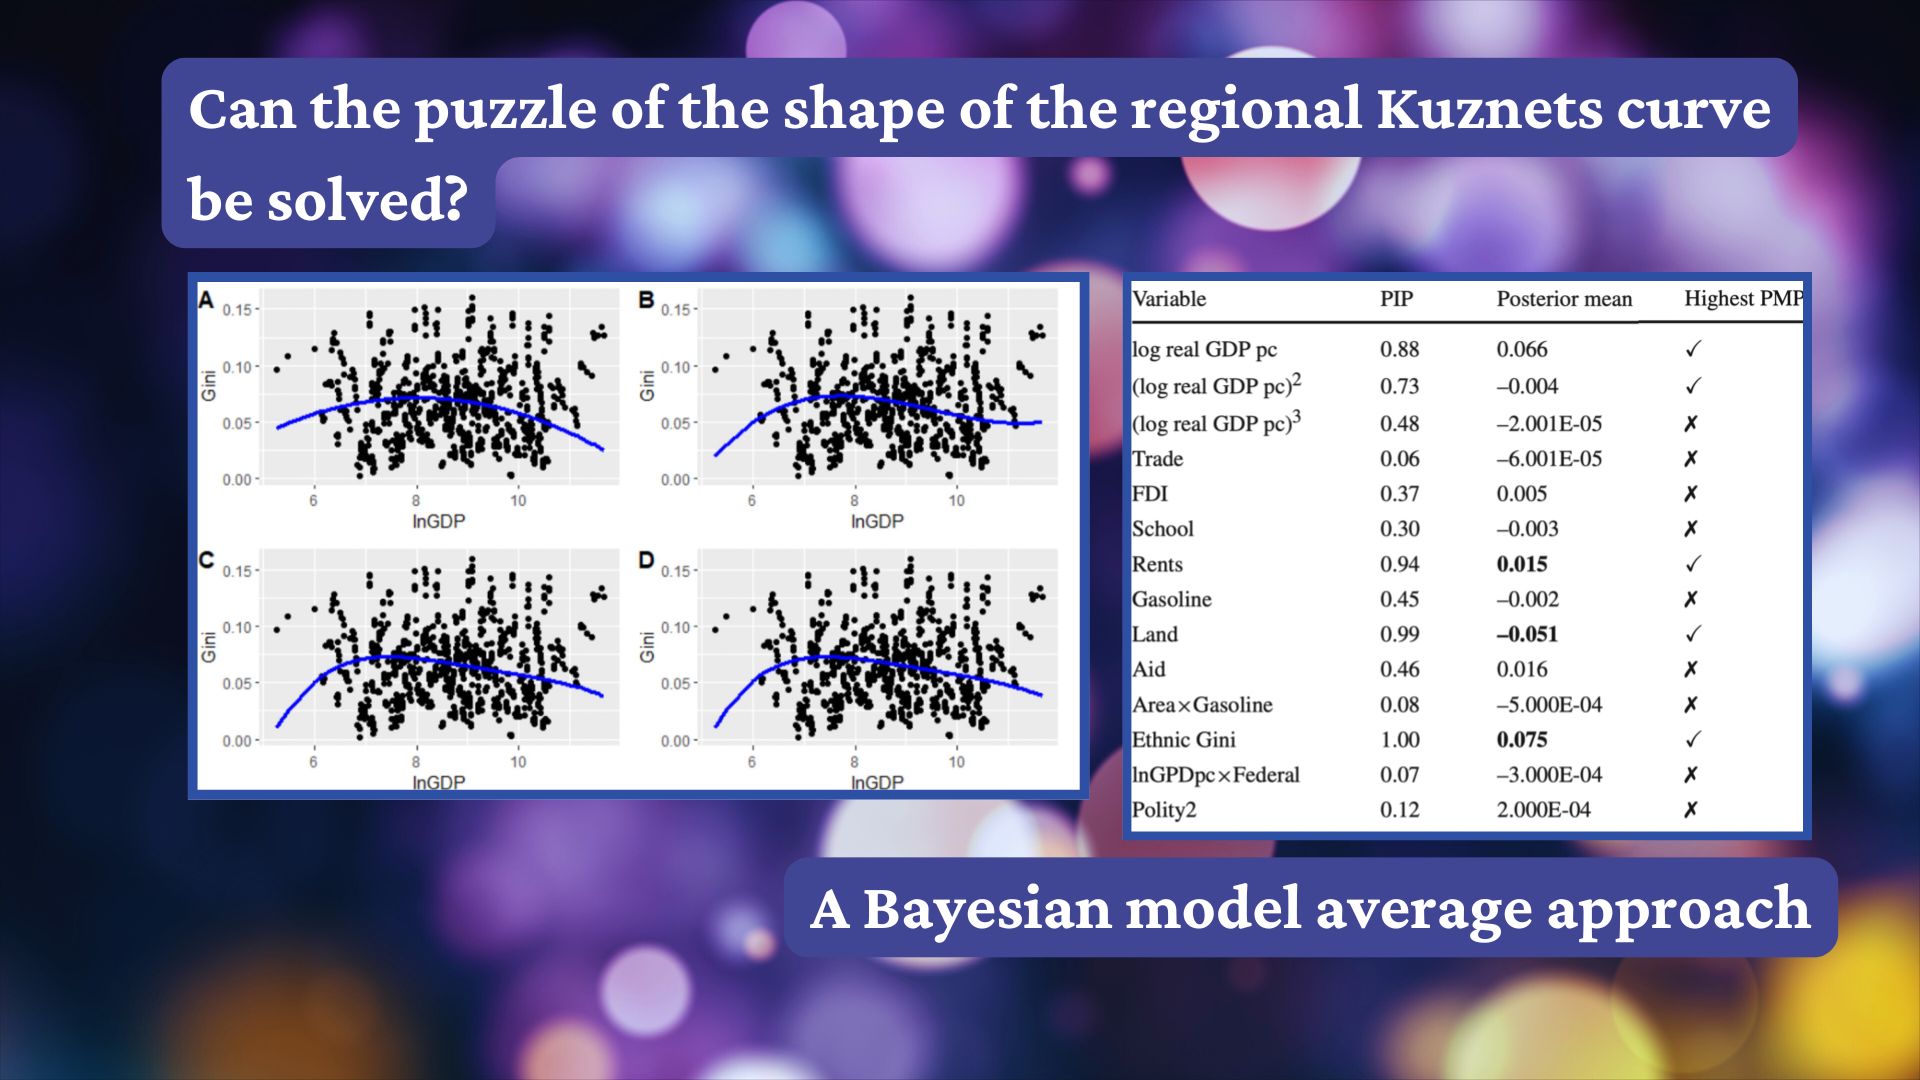 Can the puzzle of the shape of the regional Kuznets curve
be solved?
A
0.15
0.10
0.05
0.00
Gini
6 8 10
lnGDP
B
0.15
0.10
0.05
0.00
Gini
6 8 10
lnGDP
C
0.15
0.10
0.05
0.00
Gini
6 8 10
lnGDP
D
0.15
0.10
0.05
0.00
Gini
6 8 10
lnGDP
Variable PIP Posterior mean Highest PMP
log real GDP pc 0.88 0.066 ✓
(log real GDP pc)² 0.73 –0.004 ✓
(log real GDP pc)³ 0.48 –2.001E-05 ✗
Trade 0.06 –6.001E-05 ✗
FDI 0.37 0.005 ✗
School 0.30 –0.003 ✗
Rents 0.94 0.015 ✓
Gasoline 0.45 –0.002 ✗
Land 0.99 –0.051 ✓
Aid 0.46 0.016 ✗
Area×Gasoline 0.08 –5.000E-04 ✗
Ethnic Gini 1.00 0.075 ✓
lnGPDpc×Federal 0.07 –3.000E-04 ✗
Polity2 0.12 2.000E-04 ✗
A Bayesian model average approach